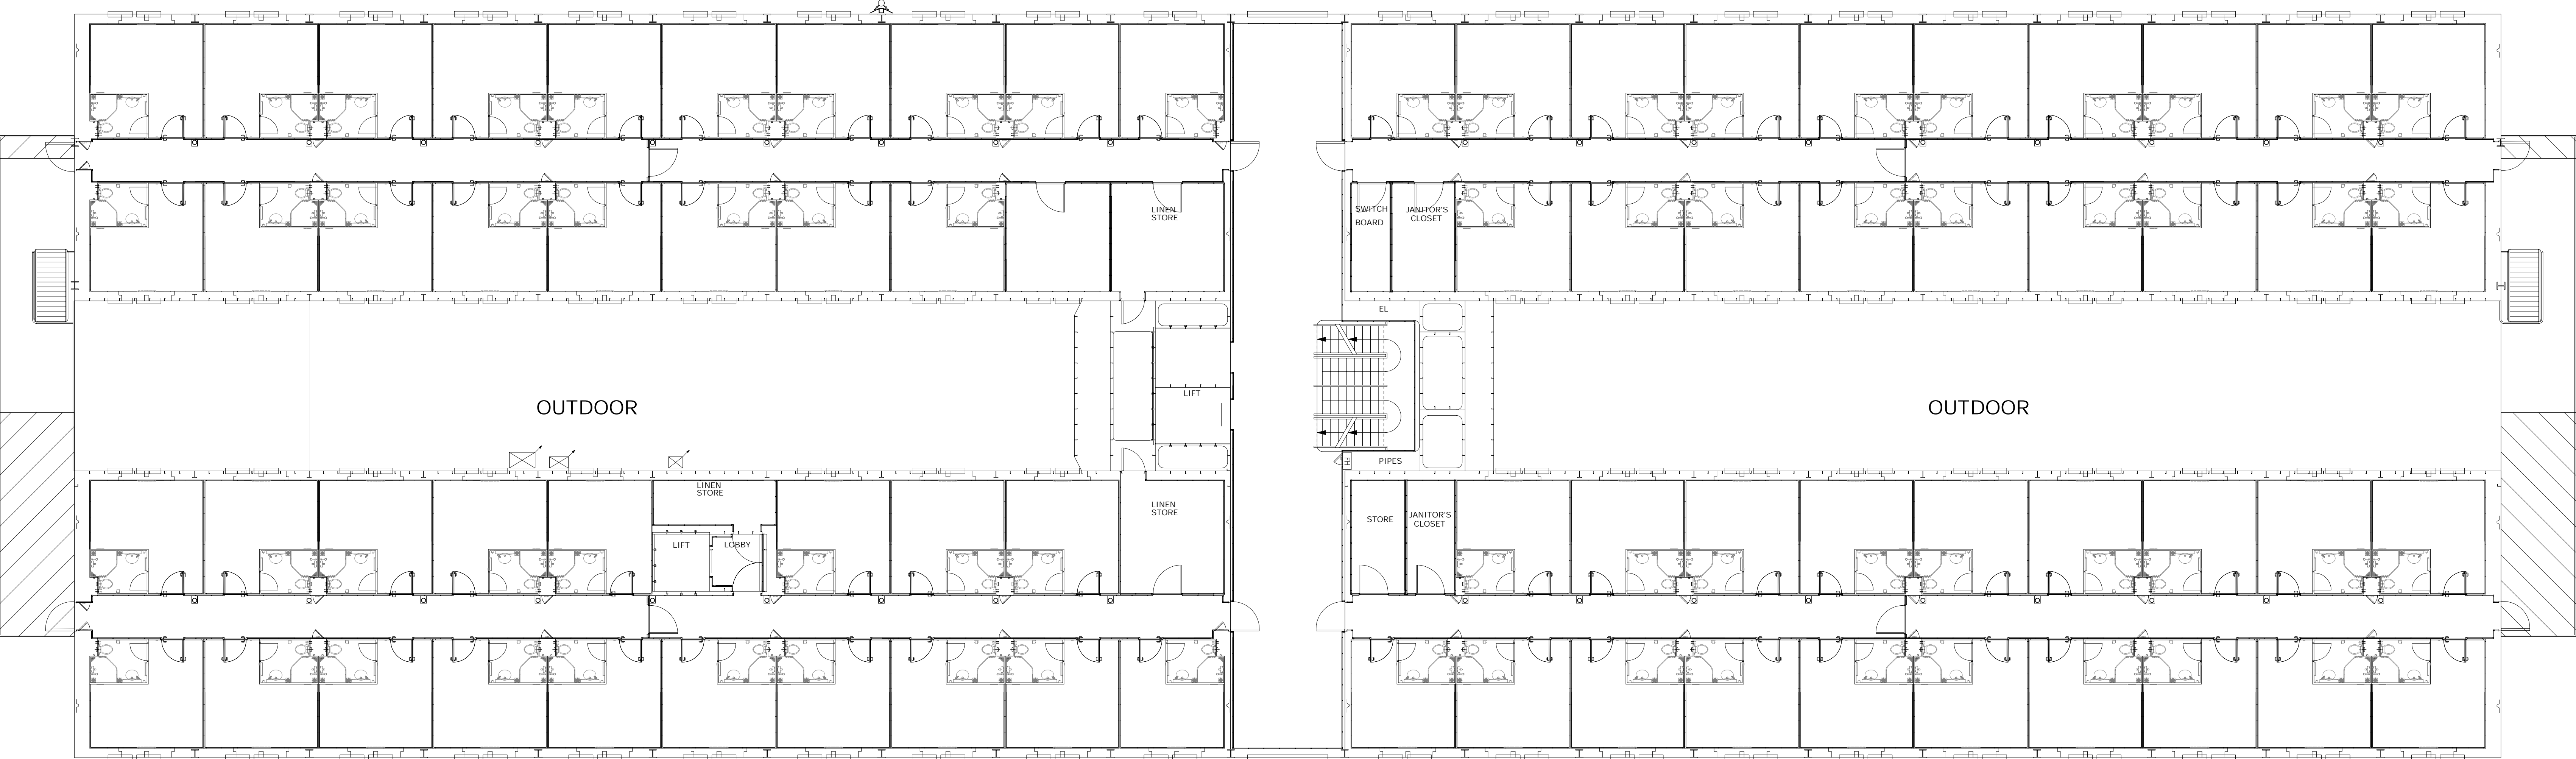 LINEN
STORE
SWITCH
BOARD
JANITOR'S
CLOSET
EL
LIFT
OUTDOOR
OUTDOOR
PIPES
FH
LINEN
STORE
LINEN
STORE
STORE
JANITOR'S
CLOSET
LIFT
LOBBY